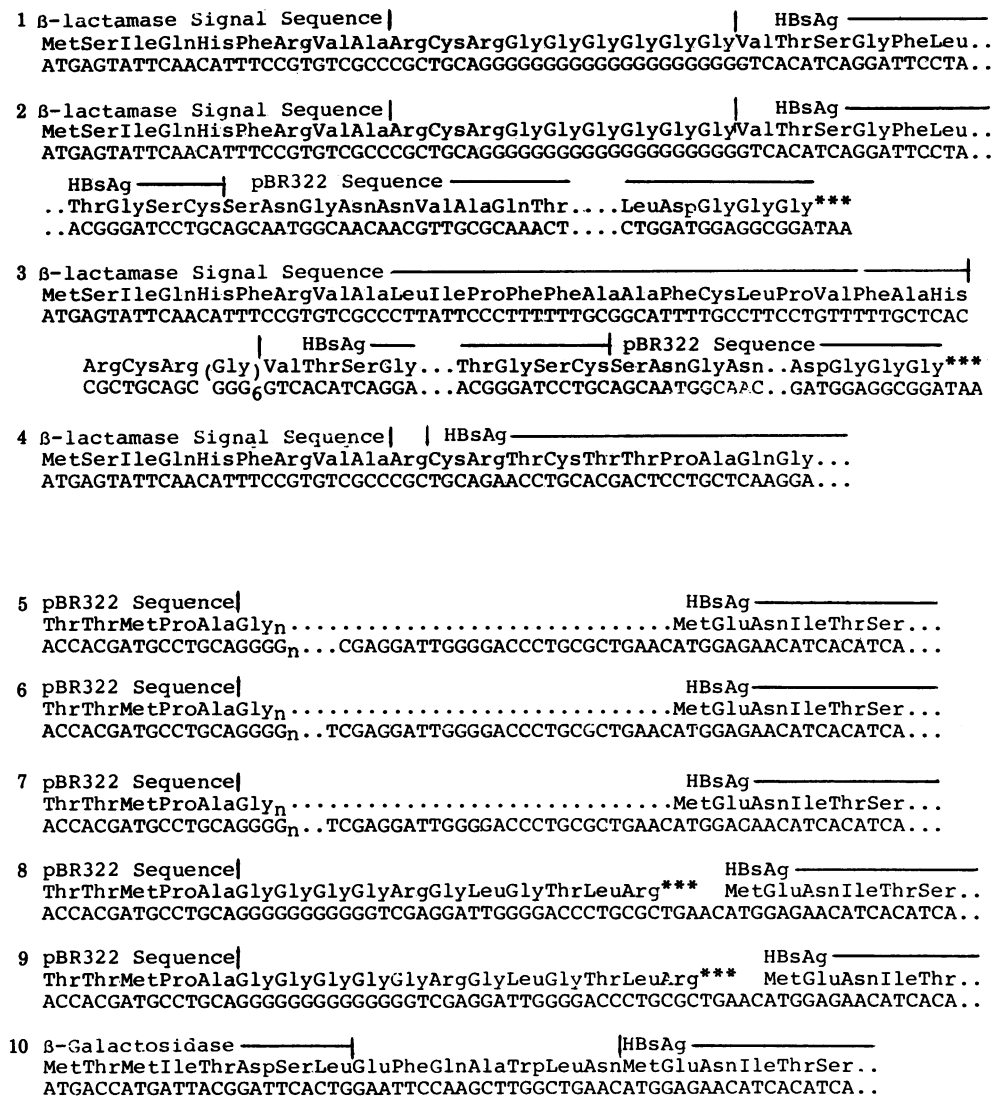 1 ß-lactamase Signal Sequence| | HBsAg
MetSerIleGlnHisPheArgValAlaArgCysArgGlyGlyGlyGlyGlyGlyValThrSerGlyPheLeu..
ATGAGTATTCAACATTTCCGTGTCGCCCGCTGCAGGGGGGGGGGGGGGGGGGGGGTCACATCAGGATTCCTA..
2 ß-lactamase Signal Sequence| | HBsAg
MetSerIleGlnHisPheArgValAlaArgCysArgGlyGlyGlyGlyGlyGlyValThrSerGlyPheLeu..
ATGAGTATTCAACATTTCCGTGTCGCCCGCTGCAGGGGGGGGGGGGGGGGGGGGGTCACATCAGGATTCCTA..
HBsAg pBR322 Sequence
..ThrGlySerCysSerAsnGlyAsnAsnValAlaGlnThr....LeuAspGlyGlyGly***
..ACGGGATCCTGCAGCAATGGCAACAACGTTGCGCAAACT....CTGGATGGAGGCGGATAA
3 ß-lactamase Signal Sequence
MetSerIleGlnHisPheArgValAlaLeuIleProPhePheAlaAlaPheCysLeuProValPheAlaHis
ATGAGTATTCAACATTTCCGTGTCGCCCTTATTCCCTTTTTTGCGGCATTTTGCCTTCCTGTTTTTGCTCAC
| HBsAg pBR322 Sequence
ArgCysArg (Gly) ValThrSerGly...ThrGlySerCysSerAsnGlyAsn..AspGlyGlyGly***
CGCTGCAGC GGG6GTCACATCAGGA...ACGGGATCCTGCAGCAATGGCAAC.GATGGAGGCGGATAA
4 ß-lactamase Signal Sequence| | HBsAg
MetSerIleGlnHisPheArgValAlaArgCysArgThrCysThrThrProAlaGlnGly...
ATGAGTATTCAACATTTCCGTGTCGCCCGCTGCAGAACCTGCACGACTCCTGCTCAAGGA...
5 pBR322 Sequence| HBsAg
ThrThrMetProAlaGlyn..............................MetGluAsnIleThrSer...
ACCACGATGCCTGCAGGGGn...CGAGGATTGGGGACCCTGCGCTGAACATGGAGAACATCACATCA...
6 pBR322 Sequence| HBsAg
ThrThrMetProAlaGlyn..............................MetGluAsnIleThrSer...
ACCACGATGCCTGCAGGGGn..TCGAGGATTGGGGACCCTGCGCTGAACATGGAGAACATCACATCA...
7 pBR322 Sequence| HBsAg
ThrThrMetProAlaGlyn..............................MetGluAsnIleThrSer...
ACCACGATGCCTGCAGGGGn..TCGAGGATTGGGGACCCTGCGCTGAACATGGAGAACATCACATCA...
8 pBR322 Sequence| HBsAg
ThrThrMetProAlaGlyGlyGlyGlyArgGlyLeuGlyThrLeuArg*** MetGluAsnIleThrSer..
ACCACGATGCCTGCAGGGGGGGGGGGTCGAGGATTGGGGACCCTGCGCTGAACATGGAGAACATCACATCA..
9 pBR322 Sequence| HBsAg
ThrThrMetProAlaGlyGlyGlyGlyGlyArgGlyLeuGlyThrLeuArg*** MetGluAsnIleThr..
ACCACGATGCCTGCAGGGGGGGGGGGGGGTCGAGGATTGGGGACCCTGCGCTGAACATGGAGAACATCACA..
10 ß-Galactosidase |HBsAg
MetThrMetIleThrAspSerLeuGluPheGlnAlaTrpLeuAsnMetGluAsnIleThrSer..
ATGACCATGATTACGGATTCACTGGAATTCCAAGCTTGGCTGAACATGGAGAACATCACATCA..